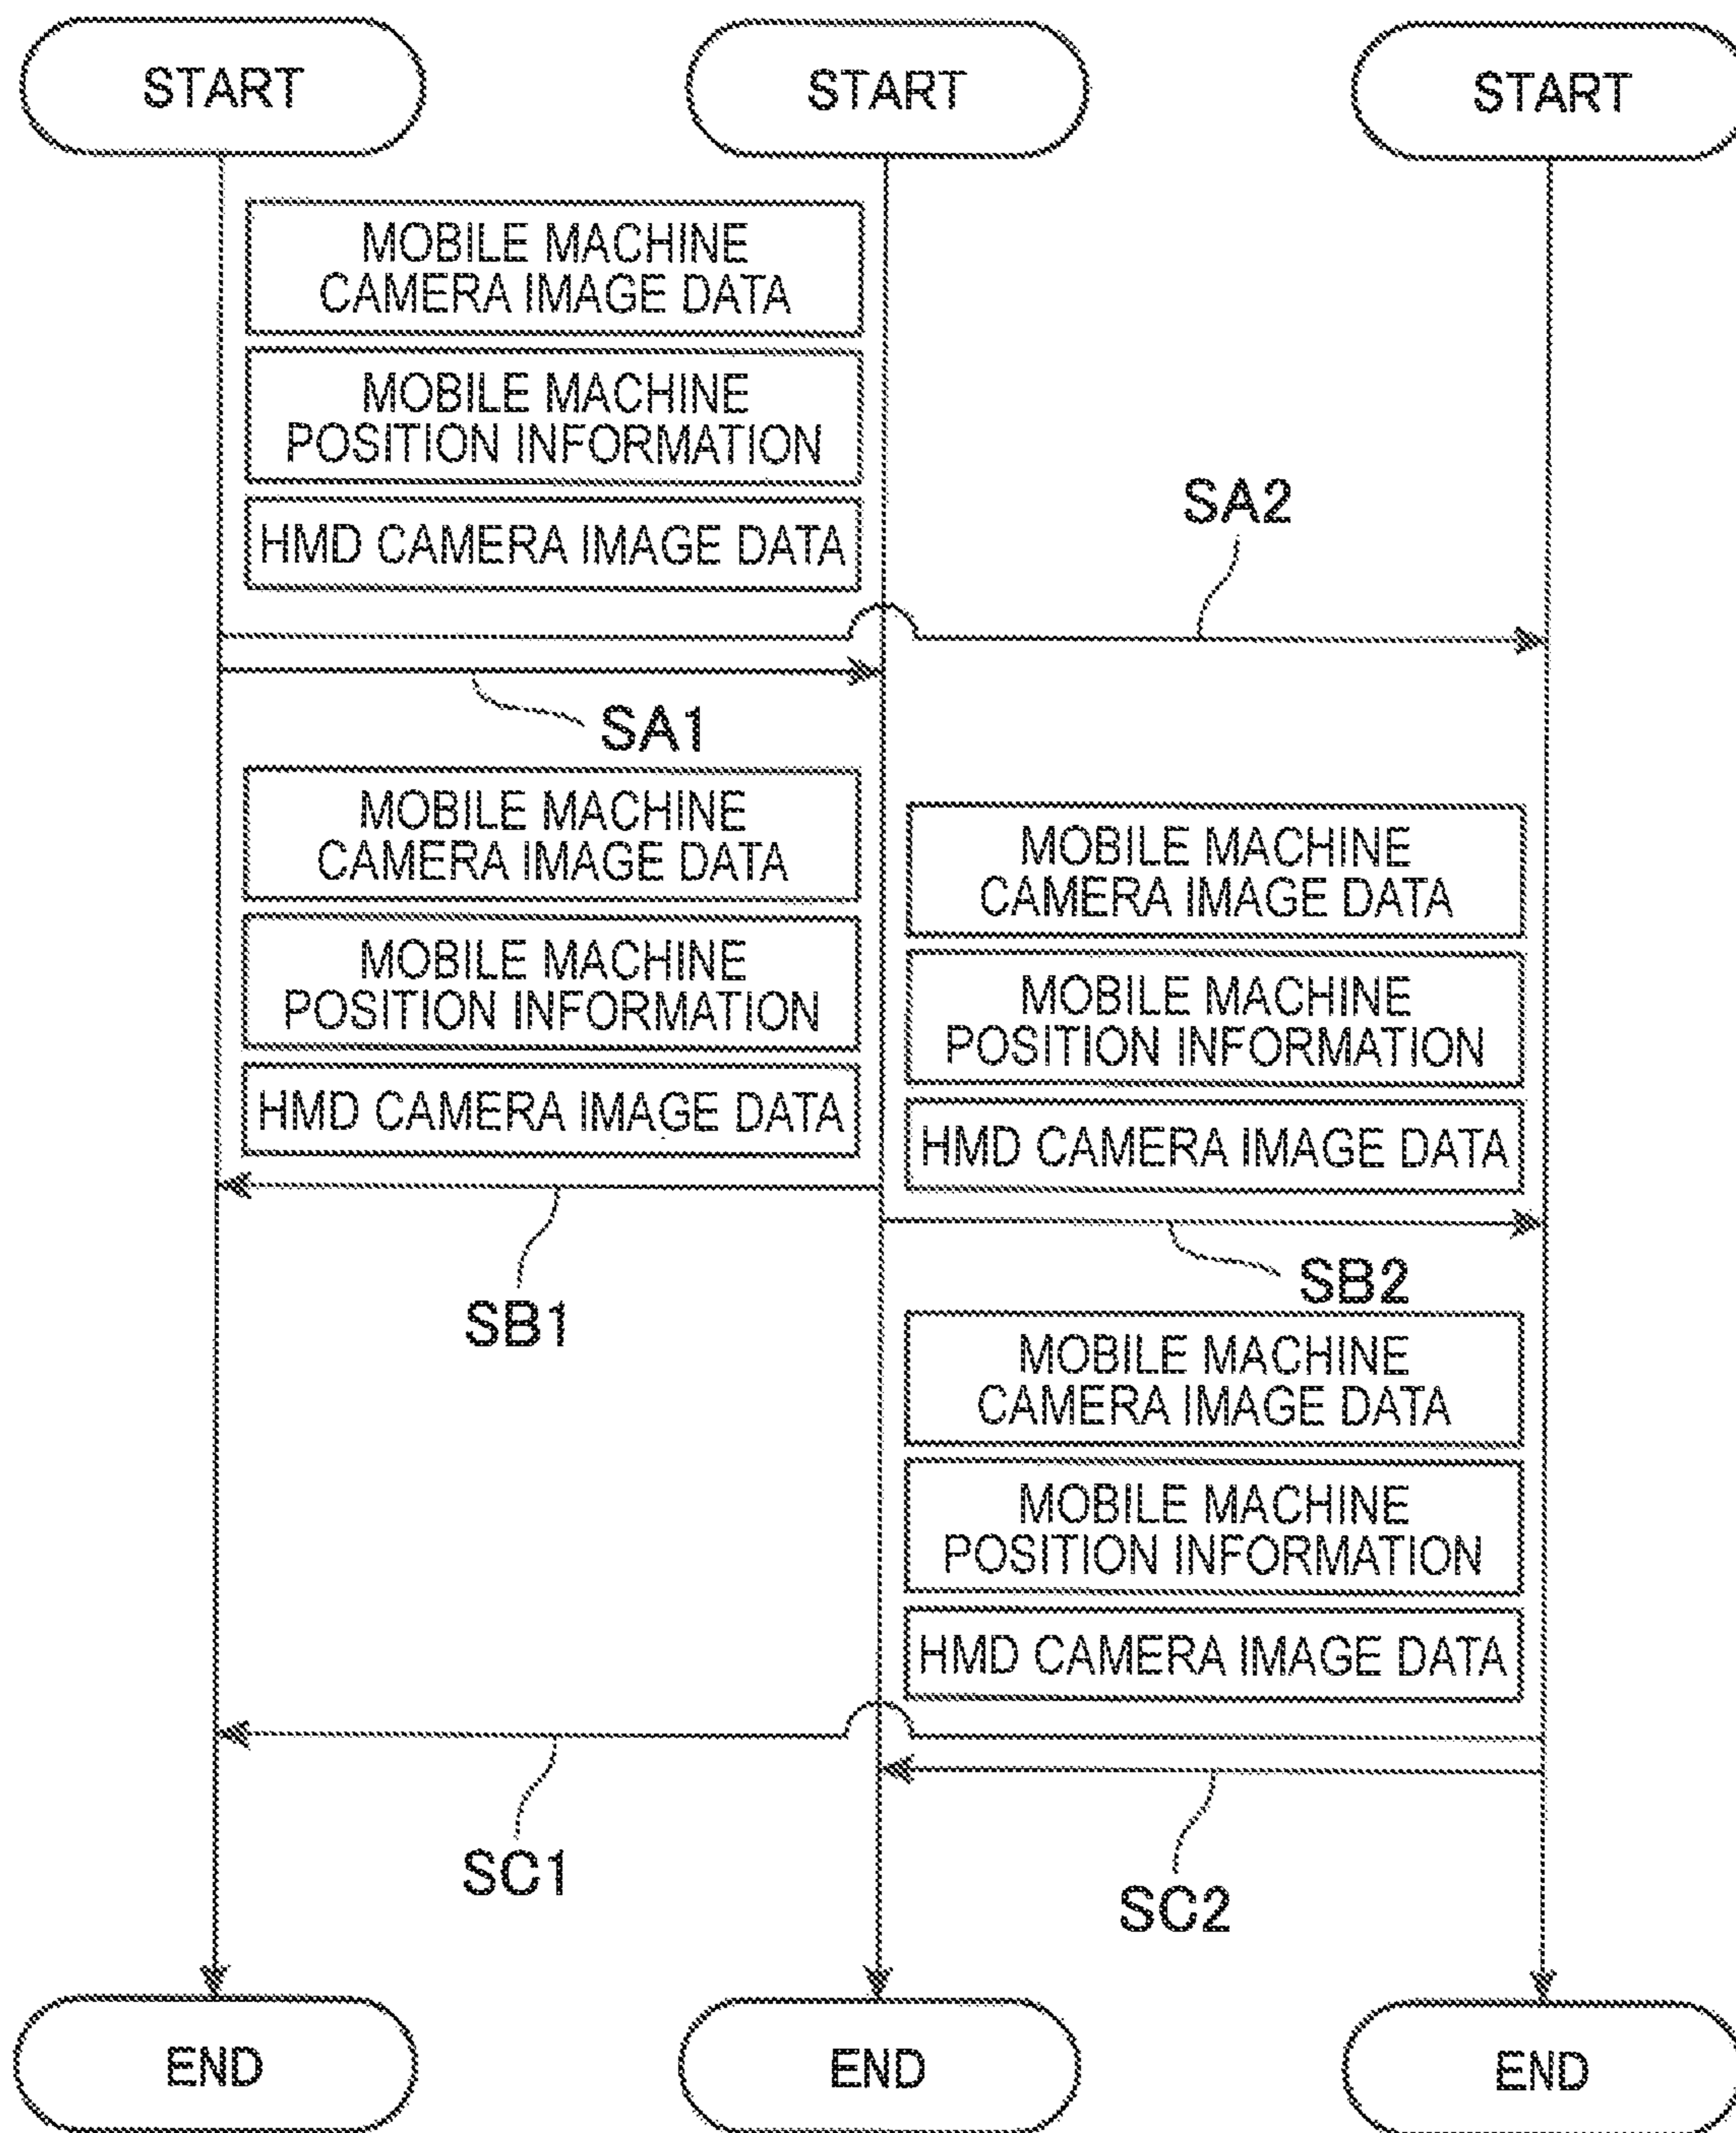 START
START
START
MOBILE MACHINE
CAMERA IMAGE DATA
MOBILE MACHINE
POSITION INFORMATION
HMD CAMERA IMAGE DATA
SA2
SA1
MOBILE MACHINE
CAMERA IMAGE DATA
MOBILE MACHINE
POSITION INFORMATION
HMD CAMERA IMAGE DATA
MOBILE MACHINE
CAMERA IMAGE DATA
MOBILE MACHINE
POSITION INFORMATION
HMD CAMERA IMAGE DATA
SB1
SB2
MOBILE MACHINE
CAMERA IMAGE DATA
MOBILE MACHINE
POSITION INFORMATION
HMD CAMERA IMAGE DATA
SC1
SC2
END
END
END